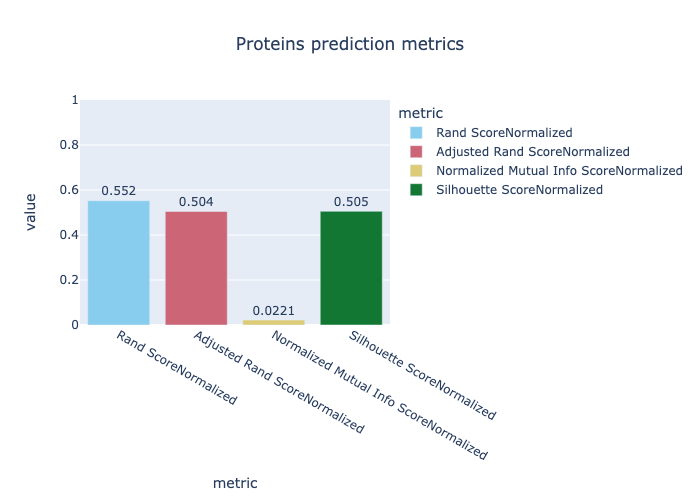 Proteins prediction metrics
value
1
0.8
0.6
0.4
0.2
0
0.552
0.504
0.0221
0.505
Rand ScoreNormalized
Adjusted Rand ScoreNormalized
Normalized Mutual Info ScoreNormalized
Silhouette ScoreNormalized
metric
metric
Rand ScoreNormalized
Adjusted Rand ScoreNormalized
Normalized Mutual Info ScoreNormalized
Silhouette ScoreNormalized